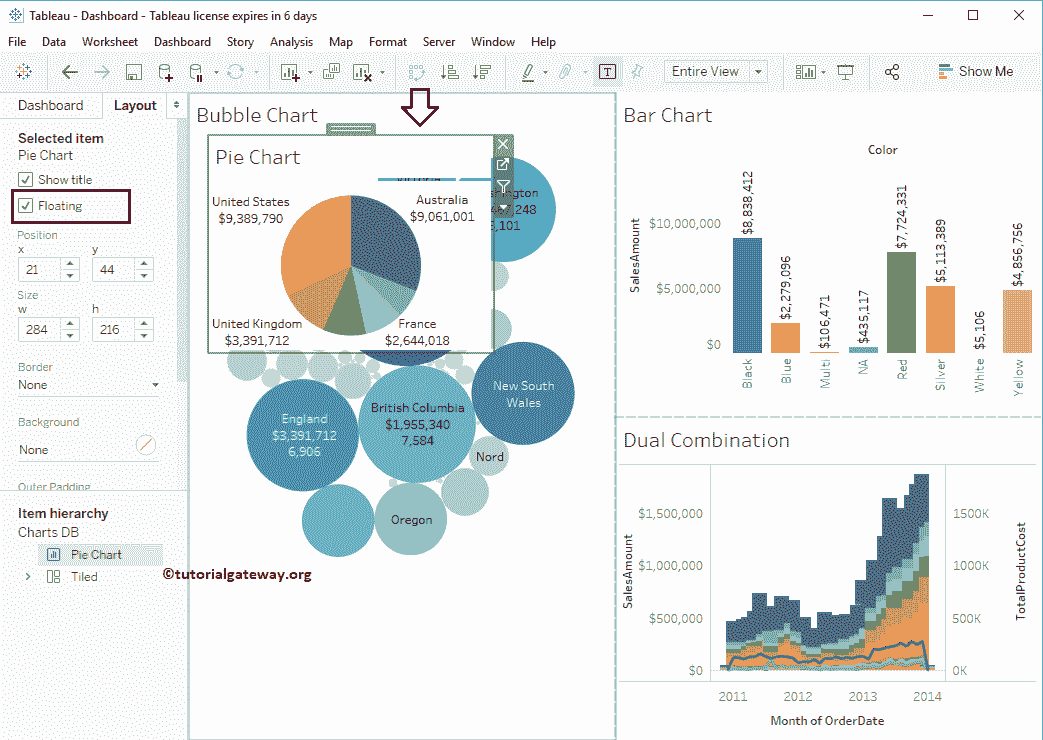 Tableau - Dashboard - Tableau license expires in 6 days
File Data Worksheet Dashboard Story Analysis Map Format Server Window Help
T Entire View Show Me
Dashboard Layout
Selected item
Pie Chart
Show title
Floating
Position
x y
21 44
Size
w h
284 216
Border
None
Background
None
Outer Padding
Item hierarchy
Charts DB
Pie Chart
Tiled
©tutorialgateway.org
Bubble Chart
Pie Chart
United States
$9,389,790
Australia
$9,061,001
United Kingdom
$3,391,712
France
$2,644,018
England
$3,391,712
6,906
British Columbia
$1,955,340
7,584
New South
Wales
Nord
Oregon
Bar Chart
Color
SalesAmount
$10,000,000
$5,000,000
$0
$8,838,412
$2,279,096
$106,471
$435,117
$7,724,331
$5,113,389
$5,106
$4,856,756
Black
Blue
Multi
NA
Red
Silver
White
Yellow
Dual Combination
SalesAmount
$1,500,000
$1,000,000
$500,000
$0
1500K
1000K
500K
0K
TotalProductCost
2011 2012 2013 2014
Month of OrderDate